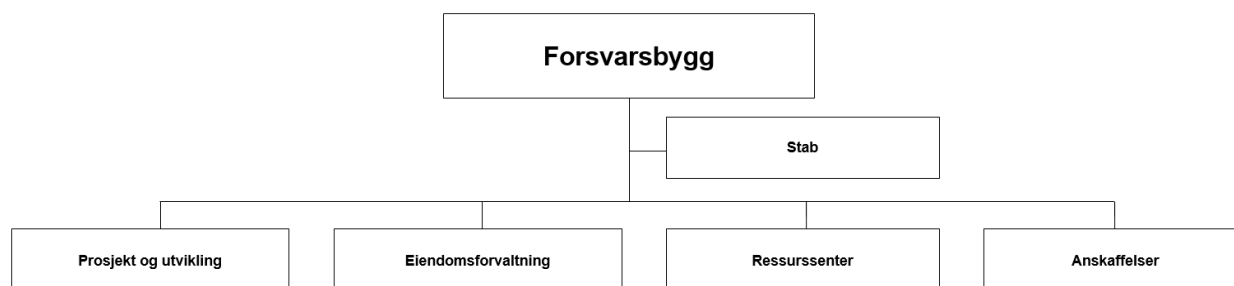 Forsvarsbygg
Stab
Prosjekt og utvikling
Eiendomsforvaltning
Ressurssenter
Anskaffelser